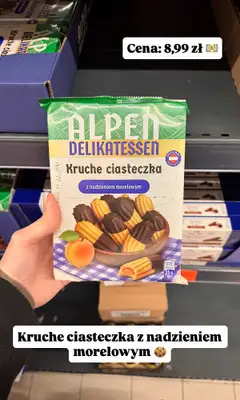 Cena: 8,99 zł 💵
ALPEN
DELIKATESSEN
Kruche ciasteczka
z nadzieniem morelowym
Kruche ciasteczka z nadzieniem
morelowym 🍪